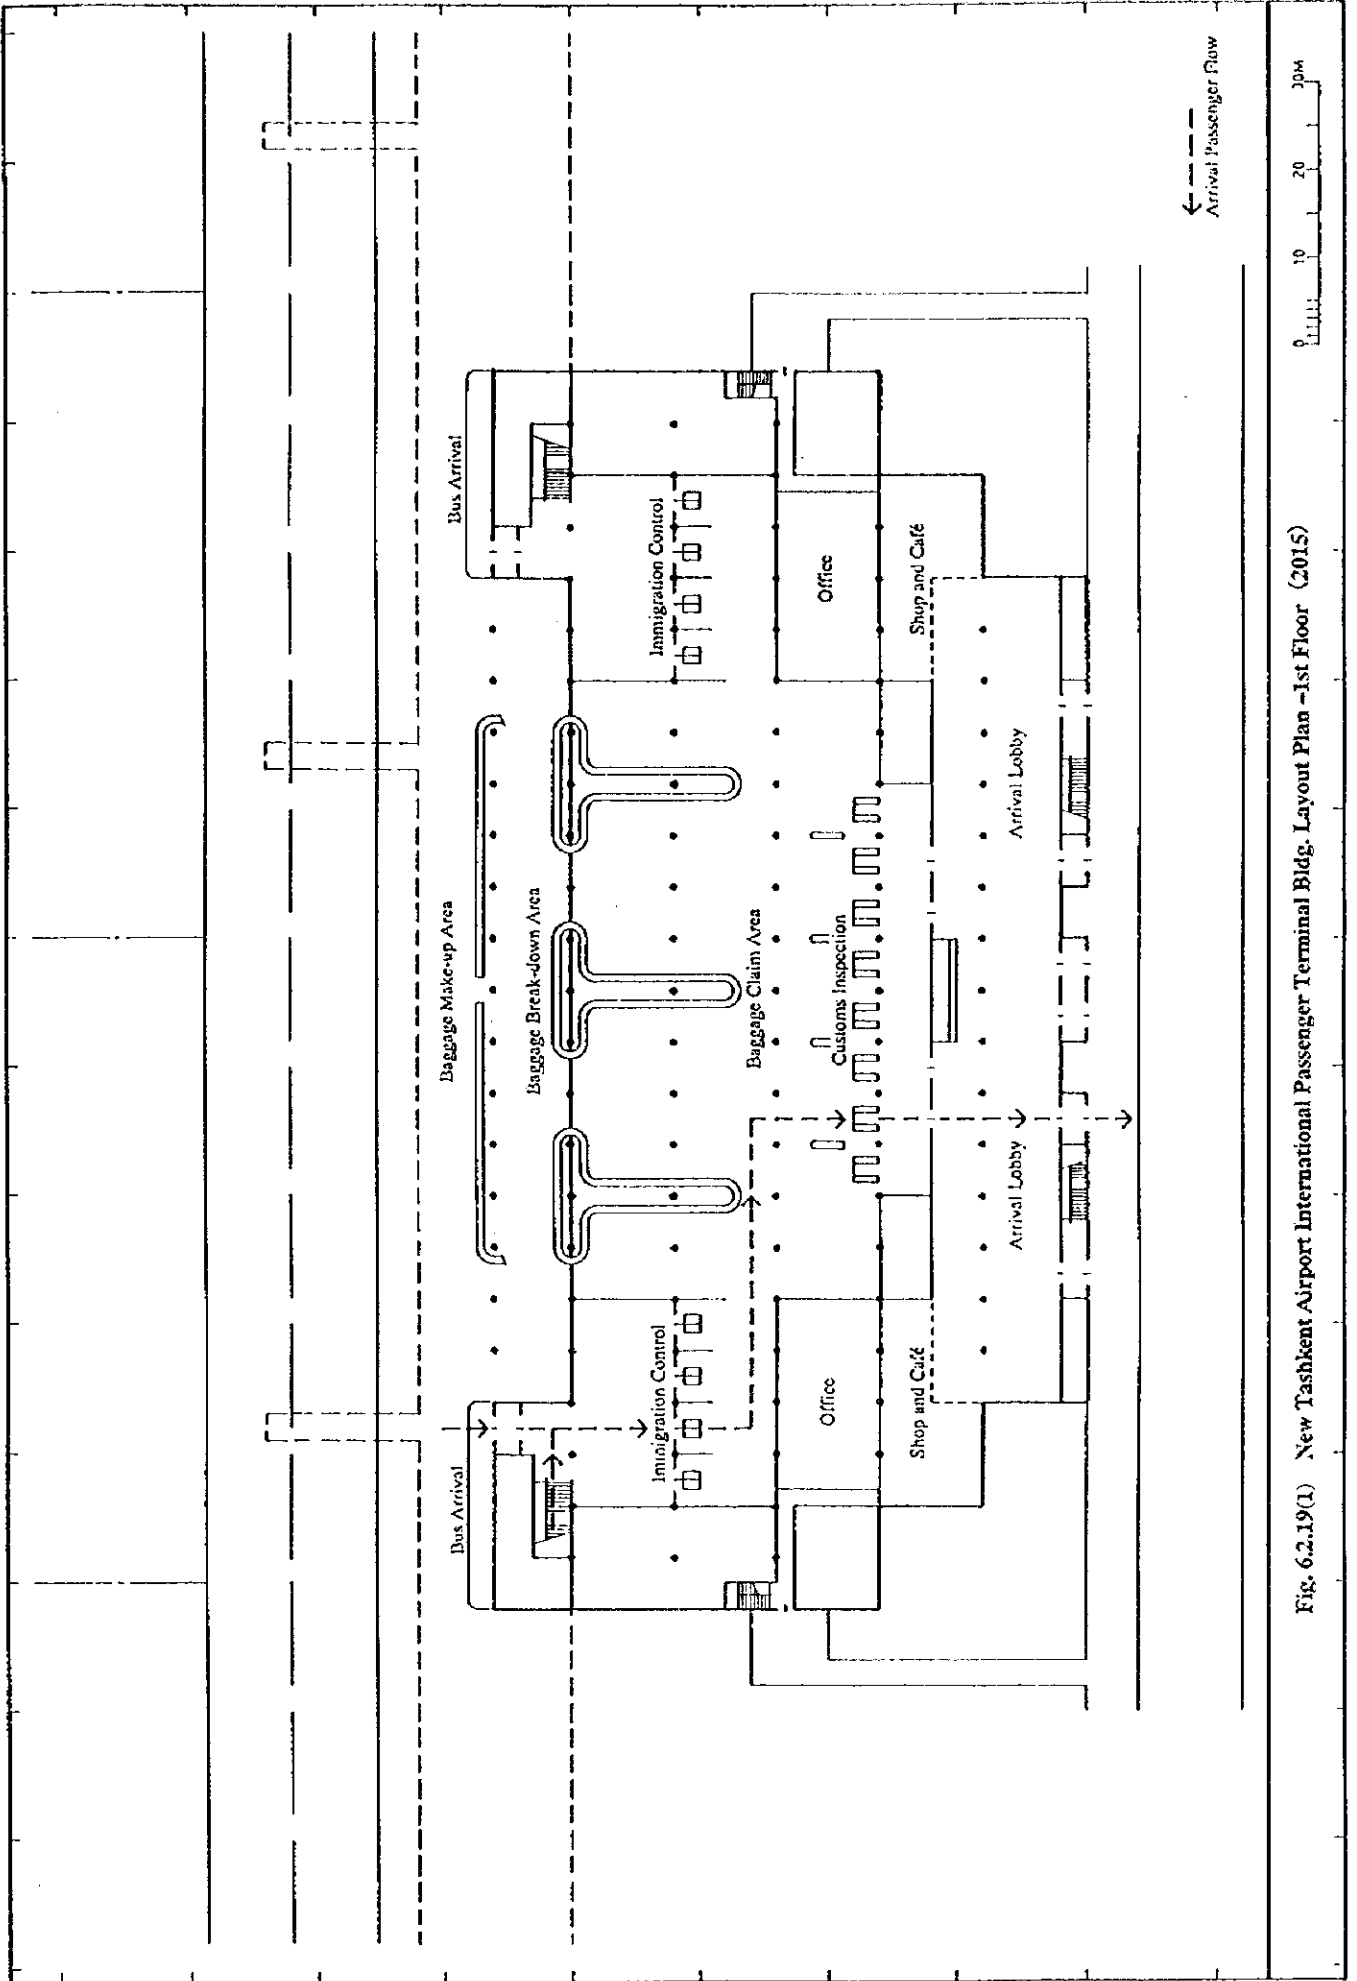 Bus Arrival
Baggage Make-up Area
Bus Arrival
Baggage Break-down Area
Immigration Control
Immigration Control
Baggage Claim Area
Office
Customs Inspection
Office
Shop and Café
Shop and Café
Arrival Lobby
Arrival Lobby
Arrival Passenger Flow
0 10 20 30M
Fig. 6.2.19(1) New Tashkent Airport International Passenger Terminal Bldg. Layout Plan -1st Floor (2015)